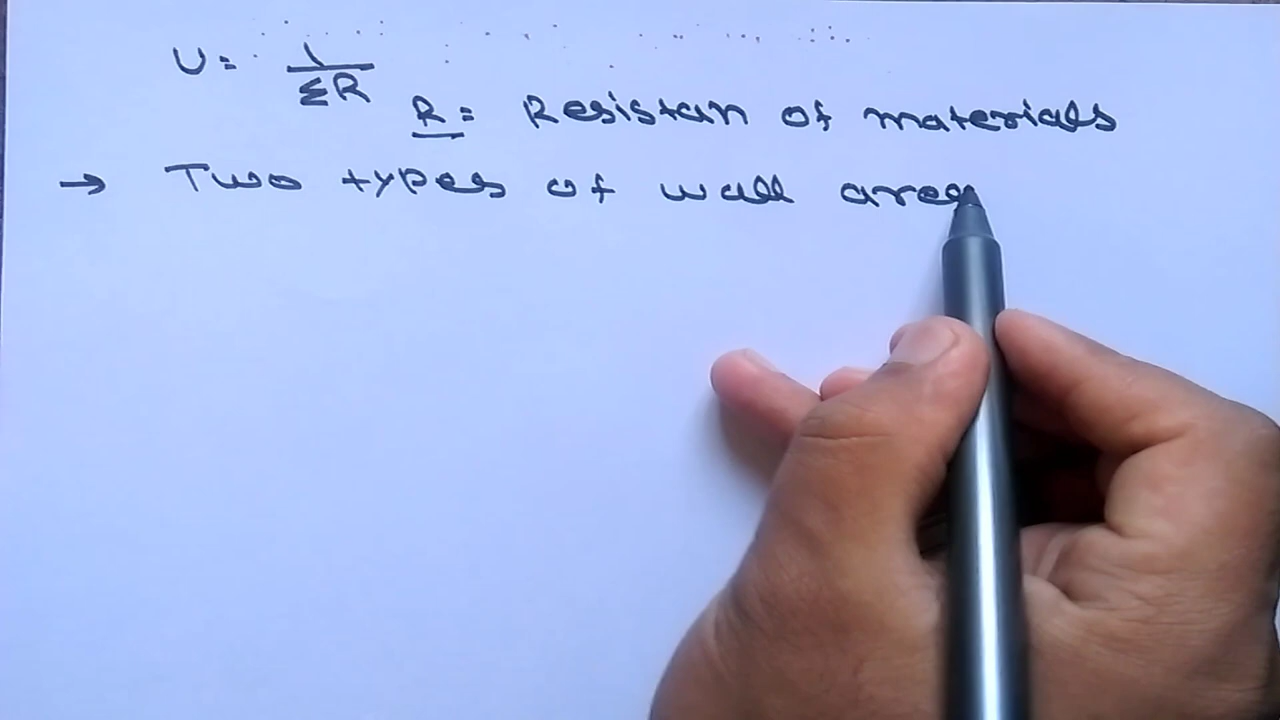 U = 1/ΣR
R = Resistan of materials
→ Two types of wall area